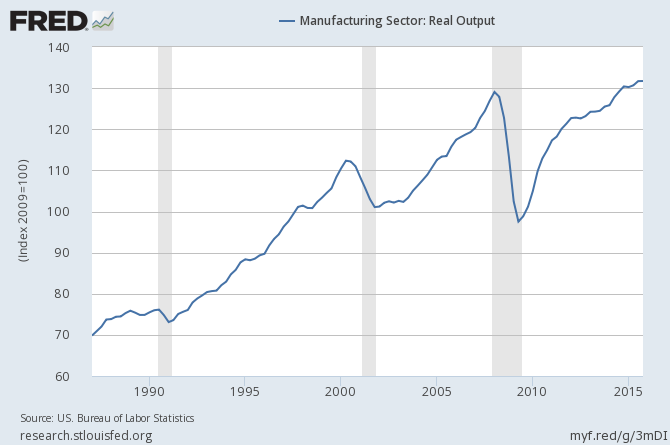 FRED
Manufacturing Sector: Real Output
140
130
120
110
100
90
80
70
60
(Index 2009=100)
1990 1995 2000 2005 2010 2015
Source: US. Bureau of Labor Statistics
research.stlouisfed.org
myf.red/g/3mDI